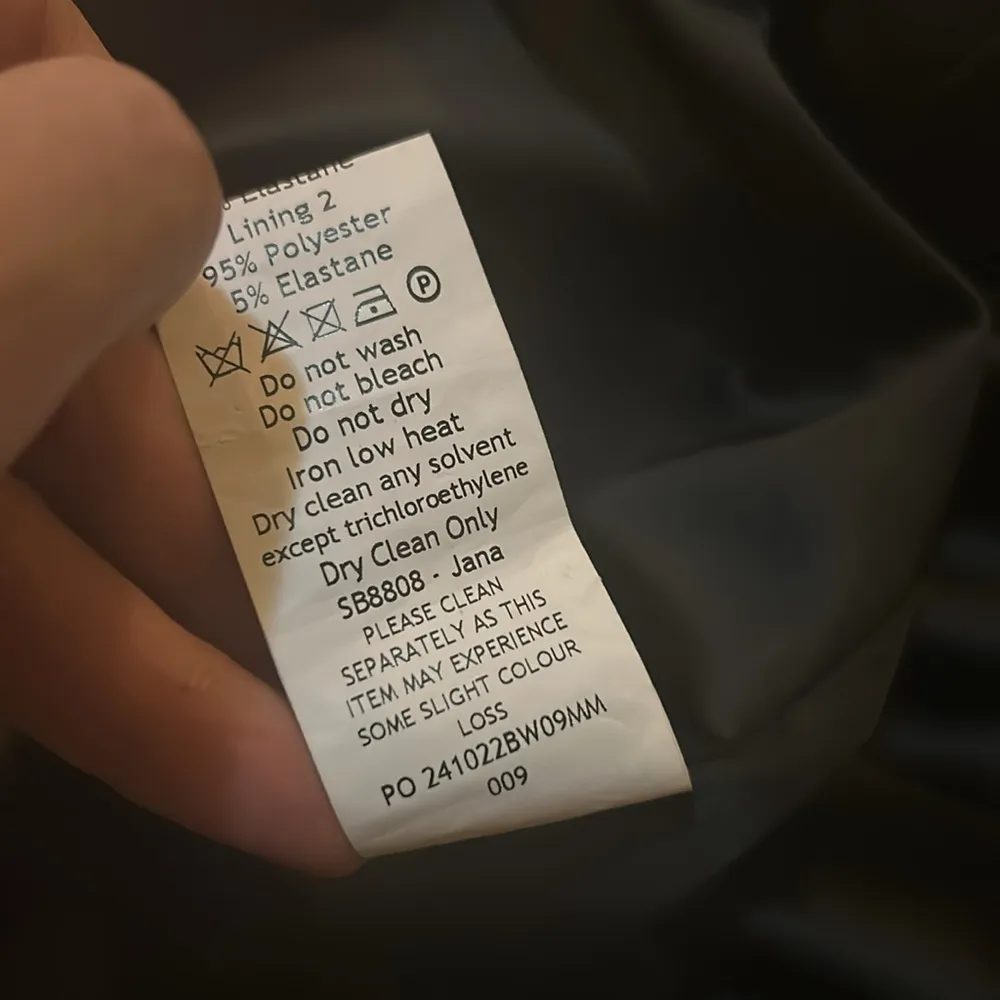 Elastane
Lining 2
95% Polyester
5% Elastane
P
Do not wash
Do not bleach
Do not dry
Iron low heat
Dry clean any solvent
except trichloroethylene
Dry Clean Only
SB8808 - Jana
PLEASE CLEAN
SEPARATELY AS THIS
ITEM MAY EXPERIENCE
SOME SLIGHT COLOUR
LOSS
PO 241022BW09MM
009